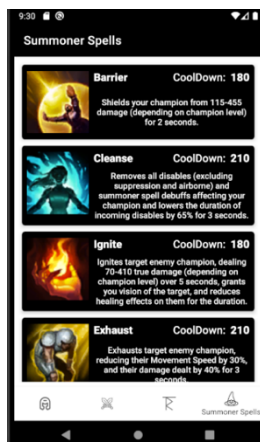 9:30
Summoner Spells
Barrier CoolDown: 180
Shields your champion from 115-455
damage (depending on champion level)
for 2 seconds.
Cleanse CoolDown: 210
Removes all disables (excluding
suppression and airborne) and
summoner spell debuffs affecting your
champion and lowers the duration of
incoming disables by 65% for 3 seconds.
Ignite CoolDown: 180
Ignites target enemy champion, dealing
70-410 true damage (depending on
champion level) over 5 seconds, grants
you vision of the target, and reduces
healing effects on them for the duration.
Exhaust CoolDown: 210
Exhausts target enemy champion,
reducing their Movement Speed by 30%,
and their damage dealt by 40% for 3
seconds.
Summoner Spells